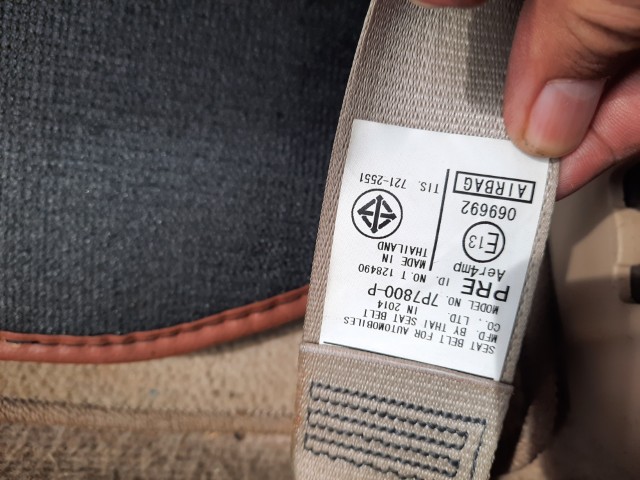 SEAT BELT FOR AUTOMOBILES
MFD. BY THAI SEAT BELT
CO., LTD. IN 2014
MODEL NO. 7P7800-P
PRE ID. NO. T 128490
Aer4mp
MADE IN
THAILAND
E13
069692
AIRBAG
TIS. 721-2551